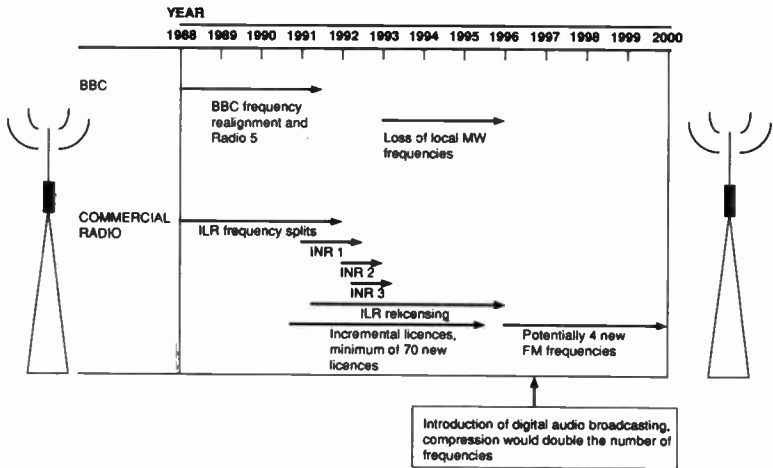 YEAR
1988 1989 1990 1991 1992 1993 1994 1995 1996 1997 1998 1999 2000
BBC
BBC frequency
realignment and
Radio 5
Loss of local MW
frequencies
COMMERCIAL
RADIO
ILR frequency splits
INR 1
INR 2
INR 3
ILR relicensing
Incremental licences,
minimum of 70 new
licences
Potentially 4 new
FM frequencies
Introduction of digital audio broadcasting,
compression would double the number of
frequencies